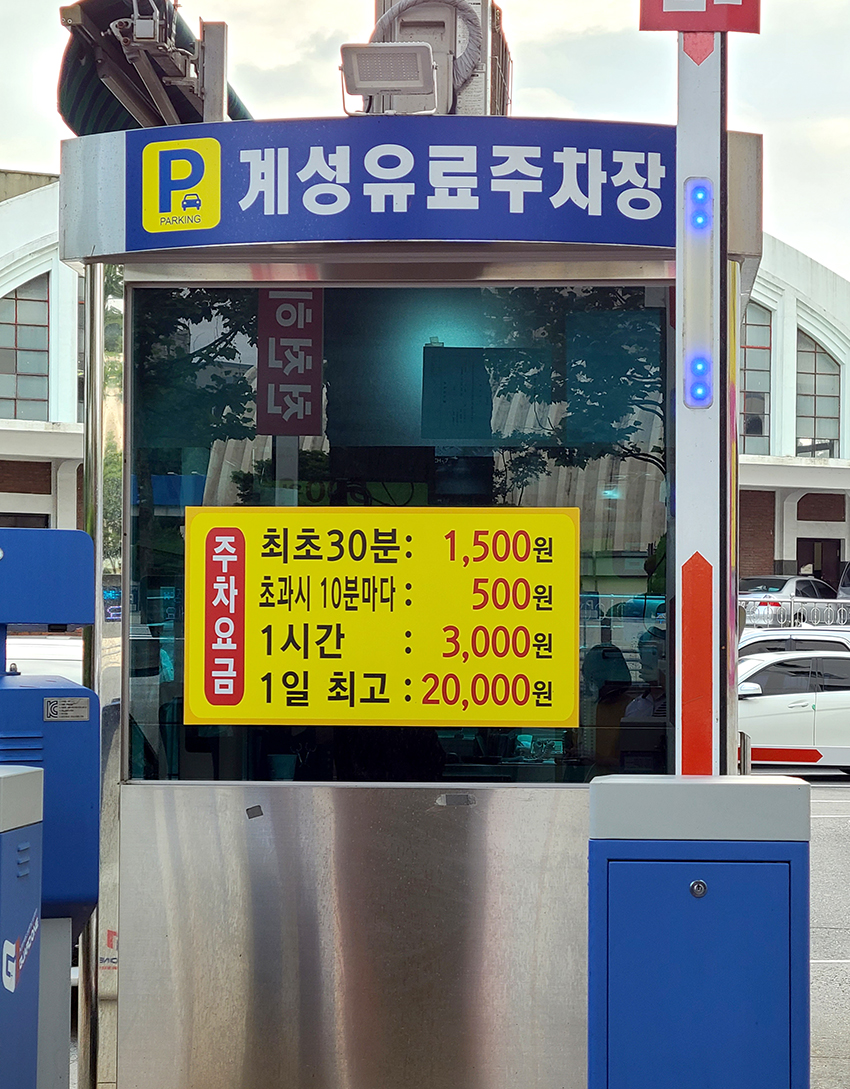 P
PARKING
계성유료주차장
주차요금
최초30분: 1,500원
초과시 10분마다: 500원
1시간 : 3,000원
1일 최고 : 20,000원